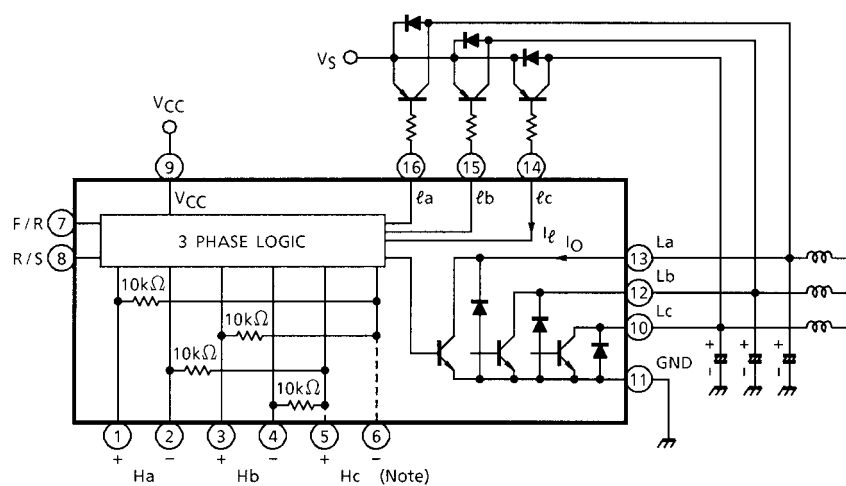 VS
VCC
9
16
15
14
VCC
ℓa
ℓb
ℓc
F/R 7
3 PHASE LOGIC
Iℓ
IO
13
La
R/S 8
12
Lb
10kΩ
10
Lc
10kΩ
+
+
+
−
−
−
10kΩ
GND
11
10kΩ
1
2
3
4
5
6
+
−
+
−
+
−
Ha
Hb
Hc
(Note)